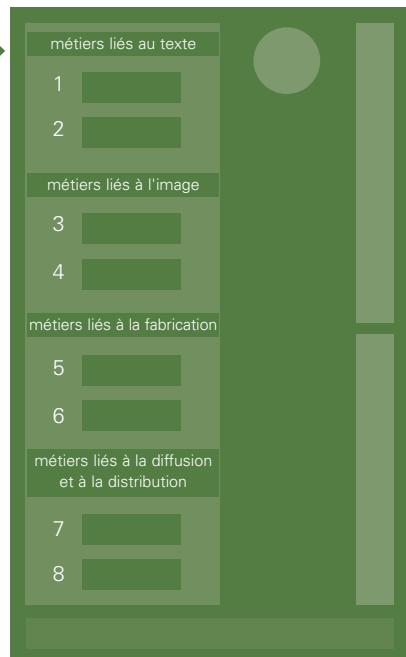 métiers liés au texte
1
2
métiers liés à l'image
3
4
métiers liés à la fabrication
5
6
métiers liés à la diffusion
et à la distribution
7
8